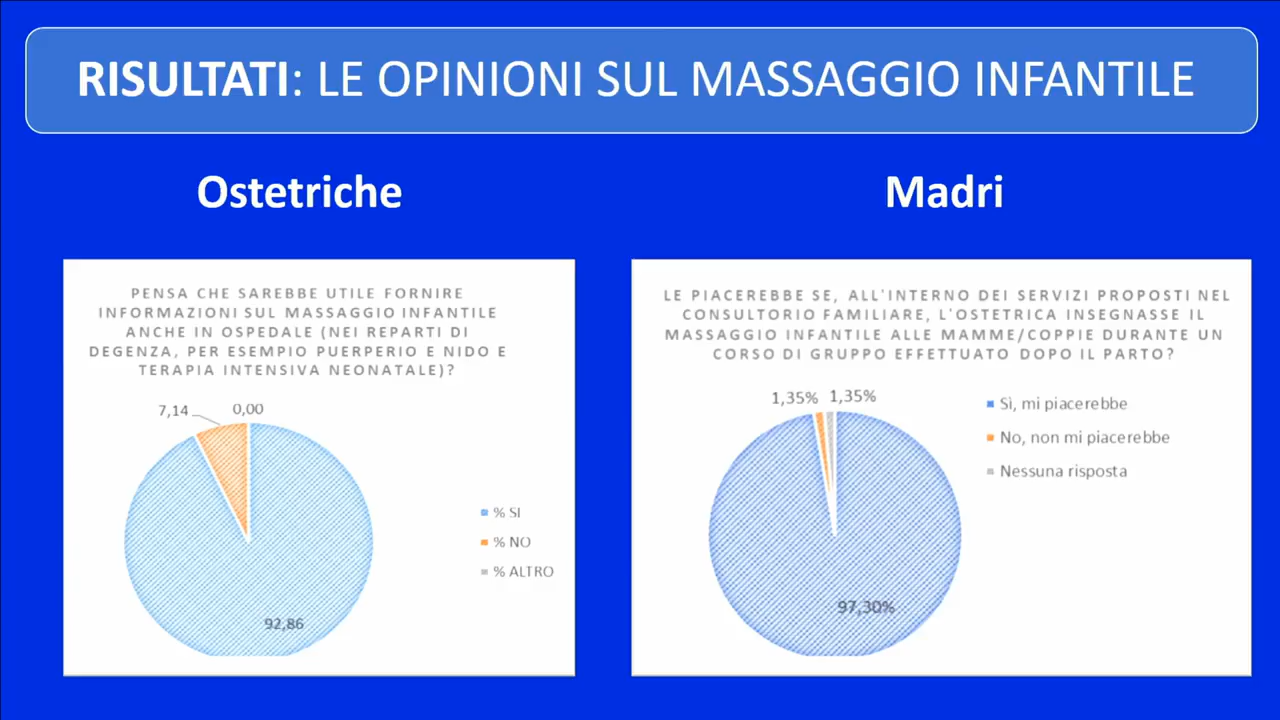 RISULTATI: LE OPINIONI SUL MASSAGGIO INFANTILE
Ostetriche
PENSA CHE SAREBBE UTILE FORNIRE
INFORMAZIONI SUL MASSAGGIO INFANTILE
ANCHE IN OSPEDALE (NEI REPARTI DI
DEGENZA, PER ESEMPIO PUERPERIO E NIDO E
TERAPIA INTENSIVA NEONATALE)?
7,14
0,00
92,86
% SI
% NO
% ALTRO
Madri
LE PIACEREBBE SE, ALL'INTERNO DEI SERVIZI PROPOSTI NEL
CONSULTORIO FAMILIARE, L'OSTETRICA INSEGNASSE IL
MASSAGGIO INFANTILE ALLE MAMME/COPPIE DURANTE UN
CORSO DI GRUPPO EFFETTUATO DOPO IL PARTO?
1,35%
1,35%
97,30%
Sì, mi piacerebbe
No, non mi piacerebbe
Nessuna risposta